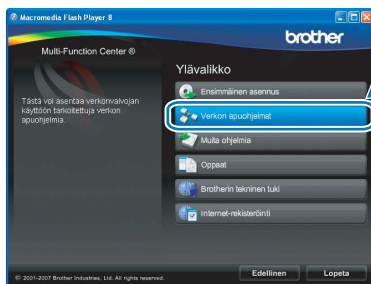 Macromedia Flash Player 8
brother
Multi-Function Center ®
Ylävalikko
Ensimmäinen asennus
Tästä voi asentaa verkonvalvojan
käyttöön tarkoitettuja verkon
apuohjelmia.
Verkon apuohjelmat
Muita ohjelmia
Oppaat
Brotherin tekninen tuki
Internet-rekisteröinti
© 2001-2007 Brother Industries, Ltd. All rights reserved.
Edellinen
Lopeta